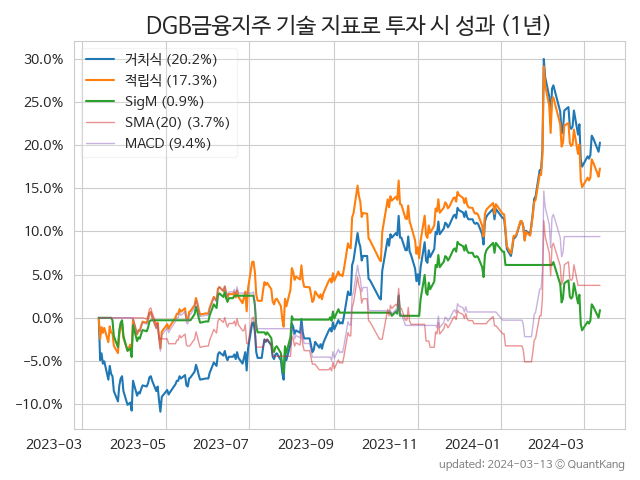 DGB금융지주 기술 지표로 투자 시 성과 (1년)
30.0%
25.0%
20.0%
15.0%
10.0%
5.0%
0.0%
−5.0%
−10.0%
거치식 (20.2%)
적립식 (17.3%)
SigM (0.9%)
SMA(20) (3.7%)
MACD (9.4%)
2023-03 2023-05 2023-07 2023-09 2023-11 2024-01 2024-03
updated: 2024-03-13 © QuantKang